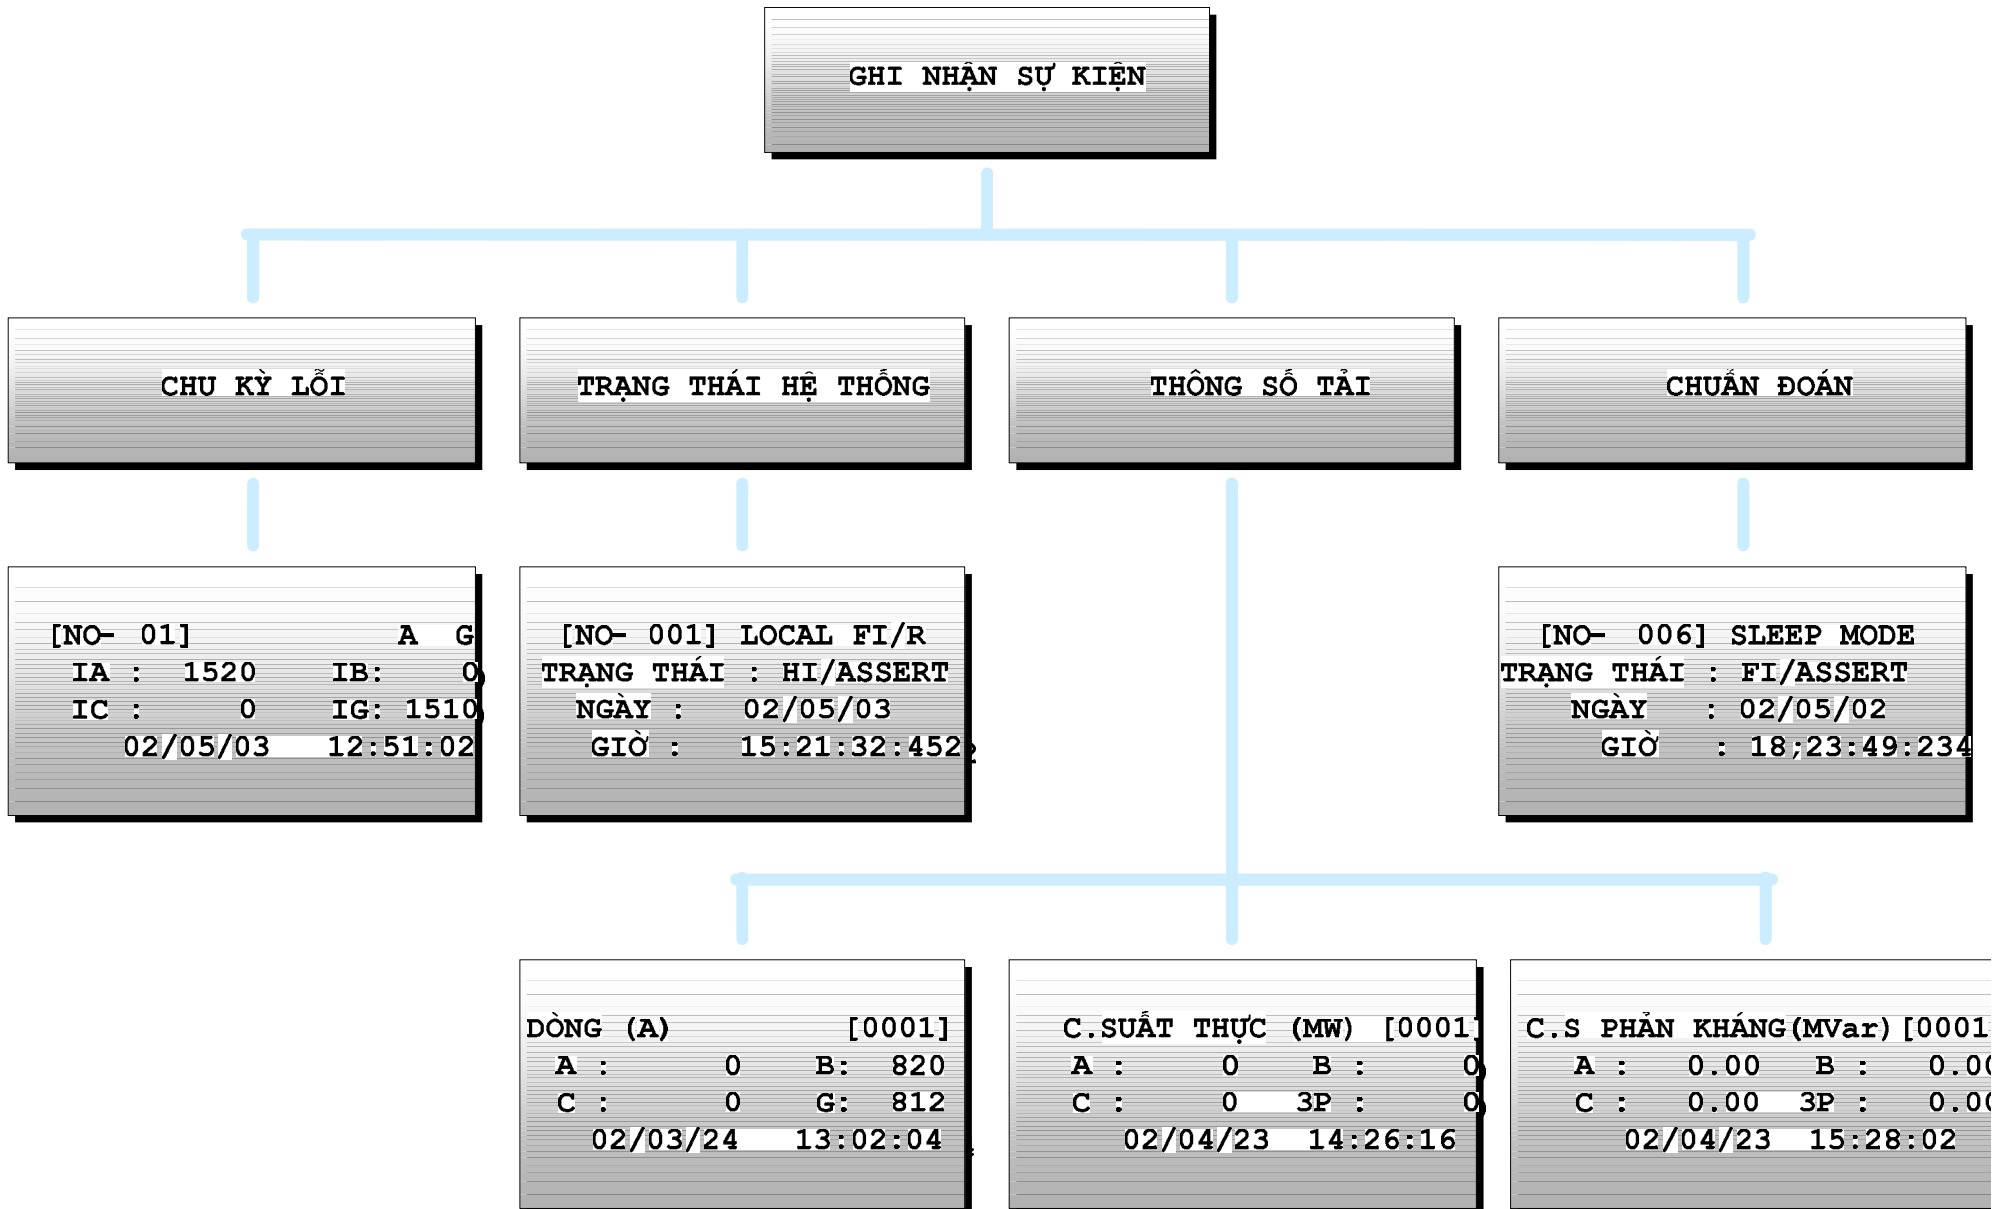 GHI NHẬN SỰ KIỆN
CHU KỲ LỖI
TRẠNG THÁI HỆ THỐNG
THÔNG SỐ TẢI
CHUẨN ĐOÁN
[NO- 01] A G
IA : 1520 IB: 0
IC : 0 IG: 1510
02/05/03 12:51:02
[NO- 001] LOCAL FI/R
TRẠNG THÁI : HI/ASSERT
NGÀY : 02/05/03
GIỜ : 15:21:32:452
[NO- 006] SLEEP MODE
TRẠNG THÁI : FI/ASSERT
NGÀY : 02/05/02
GIỜ : 18;23:49:234
DÒNG (A) [0001]
A : 0 B: 820
C : 0 G: 812
02/03/24 13:02:04
C.SUẤT THỰC (MW) [0001]
A : 0 B : 0
C : 0 3P : 0
02/04/23 14:26:16
C.S PHẢN KHÁNG(MVar) [0001
A : 0.00 B : 0.00
C : 0.00 3P : 0.00
02/04/23 15:28:02